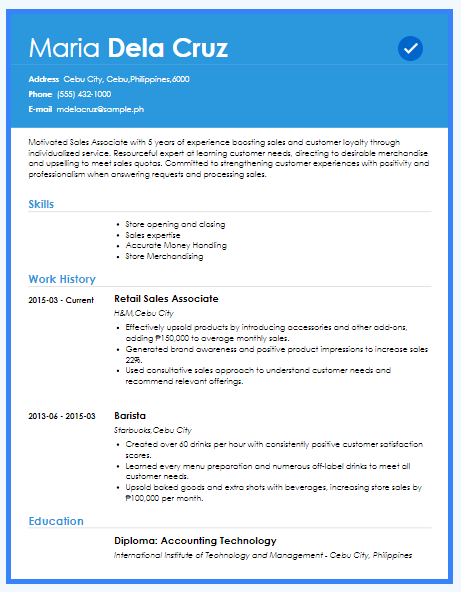 Maria Dela Cruz
Address Cebu City, Cebu,Philippines,6000
Phone (555) 432-1000
E-mail mdelacruz@sample.ph
Motivated Sales Associate with 5 years of experience boosting sales and customer loyalty through
individualized service. Resourceful expert at learning customer needs, directing to desirable merchandise
and upselling to meet sales quotas. Committed to strengthening customer experiences with positivity and
professionalism when answering requests and processing sales.
Skills
• Store opening and closing
• Sales expertise
• Accurate Money Handling
• Store Merchandising
Work History
2015-03 - Current Retail Sales Associate
H&M,Cebu City
• Effectively upsold products by introducing accessories and other add-ons,
adding ₱150,000 to average monthly sales.
• Generated brand awareness and positive product impressions to increase sales
22%.
• Used consultative sales approach to understand customer needs and
recommend relevant offerings.
2013-06 - 2015-03 Barista
Starbucks,Cebu City
• Created over 60 drinks per hour with consistently positive customer satisfaction
scores.
• Learned every menu preparation and numerous off-label drinks to meet all
customer needs.
• Upsold baked goods and extra shots with beverages, increasing store sales by
₱100,000 per month.
Education
Diploma: Accounting Technology
International Institute of Technology and Management - Cebu City, Philippines